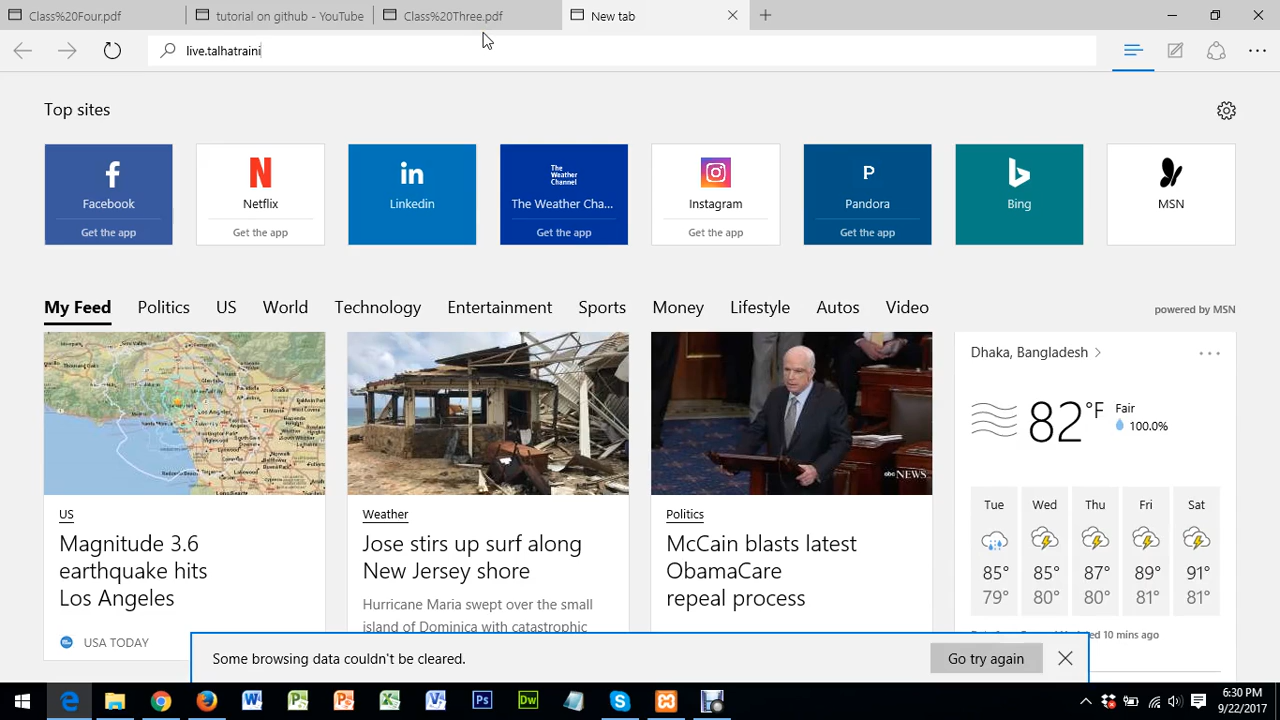 Class%20Four.pdf
tutorial on github - YouTube
Class%20Three.pdf
New tab
live.talhatraini
Top sites
f
Facebook
Get the app
N
Netflix
Get the app
in
Linkedin
The
Weather
Channel
The Weather Cha...
Get the app
Instagram
Get the app
P
Pandora
Get the app
Bing
MSN
My Feed Politics US World Technology Entertainment Sports Money Lifestyle Autos Video
powered by MSN
US
Magnitude 3.6
earthquake hits
Los Angeles
USA TODAY
Weather
Jose stirs up surf along
New Jersey shore
Hurricane Maria swept over the small
island of Dominica with catastrophic
abc NEWS
Politics
McCain blasts latest
ObamaCare
repeal process
Dhaka, Bangladesh
82 °F
Fair
100.0%
Tue Wed Thu Fri Sat
85° 85° 87° 89° 91°
79° 80° 80° 81° 81°
ed 10 mins ago
Some browsing data couldn't be cleared.
Go try again
6:30 PM
9/22/2017